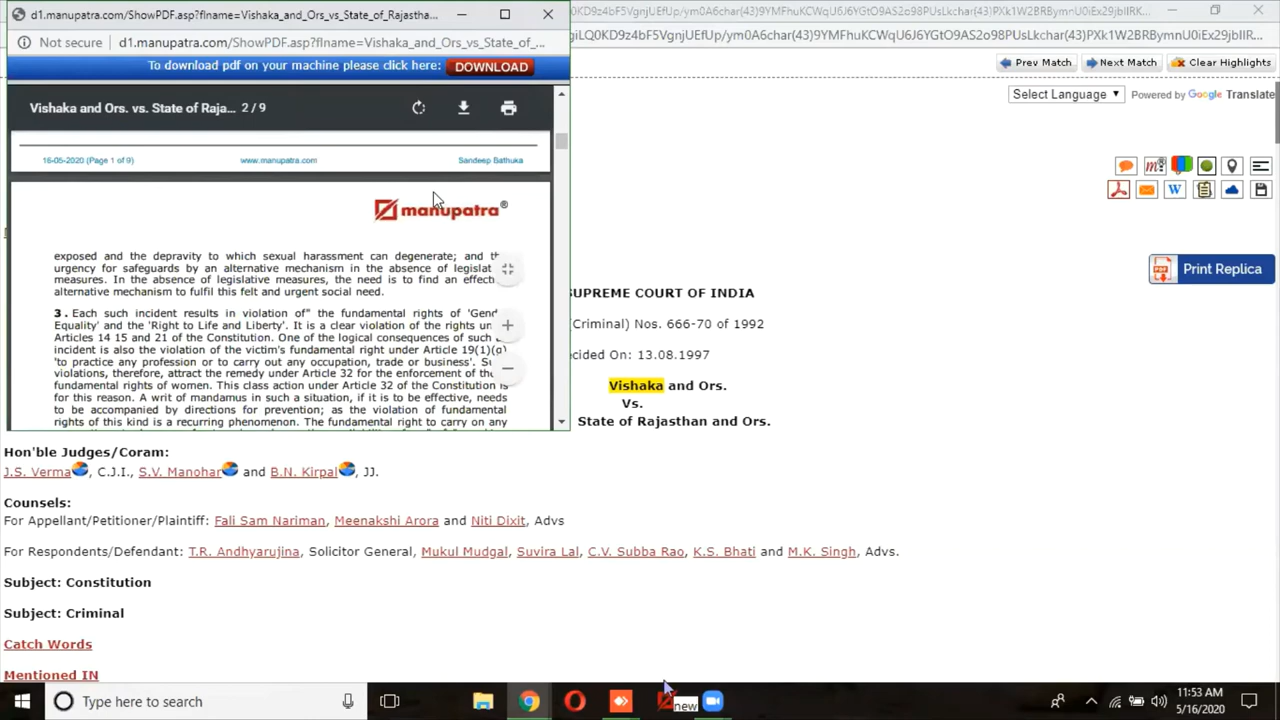 d1.manupatra.com/ShowPDF.asp?flname=Vishaka_and_Ors_vs_State_of_Rajastha...
Not secure d1.manupatra.com/ShowPDF.asp?flname=Vishaka_and_Ors_vs_State_of_...
To download pdf on your machine please click here: DOWNLOAD
Vishaka and Ors. vs. State of Raja... 2 / 9
16-05-2020 (Page 1 of 9) www.manupatra.com Sandeep Bathuka
manupatra®
exposed and the depravity to which sexual harassment can degenerate; and
urgency for safeguards by an alternative mechanism in the absence of
measures. In the absence of legislative measures, the need is to find an
alternative mechanism to fulfil this felt and urgent social need.
3. Each such incident results in violation of" the fundamental rights of
Equality' and the 'Right to Life and Liberty'. It is a clear violation of the rights
Articles 14 15 and 21 of the Constitution. One of the logical consequences of such
incident is also the violation of the victim's fundamental right under Article 19(1)(g)
'to practice any profession or to carry out any occupation, trade or business'.
violations, therefore, attract the remedy under Article 32 for the enforcement of
fundamental rights of women. This class action under Article 32 of the Constitution is
for this reason. A writ of mandamus in such a situation, if it is to be effective, needs
to be accompanied by directions for prevention; as the violation of fundamental
rights of this kind is a recurring phenomenon. The fundamental right to carry on any
Prev Match Next Match Clear Highlights
Select Language ▼ Powered by Google Translate
Print Replica
SUPREME COURT OF INDIA
(Criminal) Nos. 666-70 of 1992
cided On: 13.08.1997
Vishaka and Ors.
Vs.
State of Rajasthan and Ors.
Hon'ble Judges/Coram:
J.S. Verma, C.J.I., S.V. Manohar and B.N. Kirpal, JJ.
Counsels:
For Appellant/Petitioner/Plaintiff: Fali Sam Nariman, Meenakshi Arora and Niti Dixit, Advs
For Respondents/Defendant: T.R. Andhyarujina, Solicitor General, Mukul Mudgal, Suvira Lal, C.V. Subba Rao, K.S. Bhati and M.K. Singh, Advs.
Subject: Constitution
Subject: Criminal
Catch Words
Mentioned IN
Type here to search
new
11:53 AM
5/16/2020